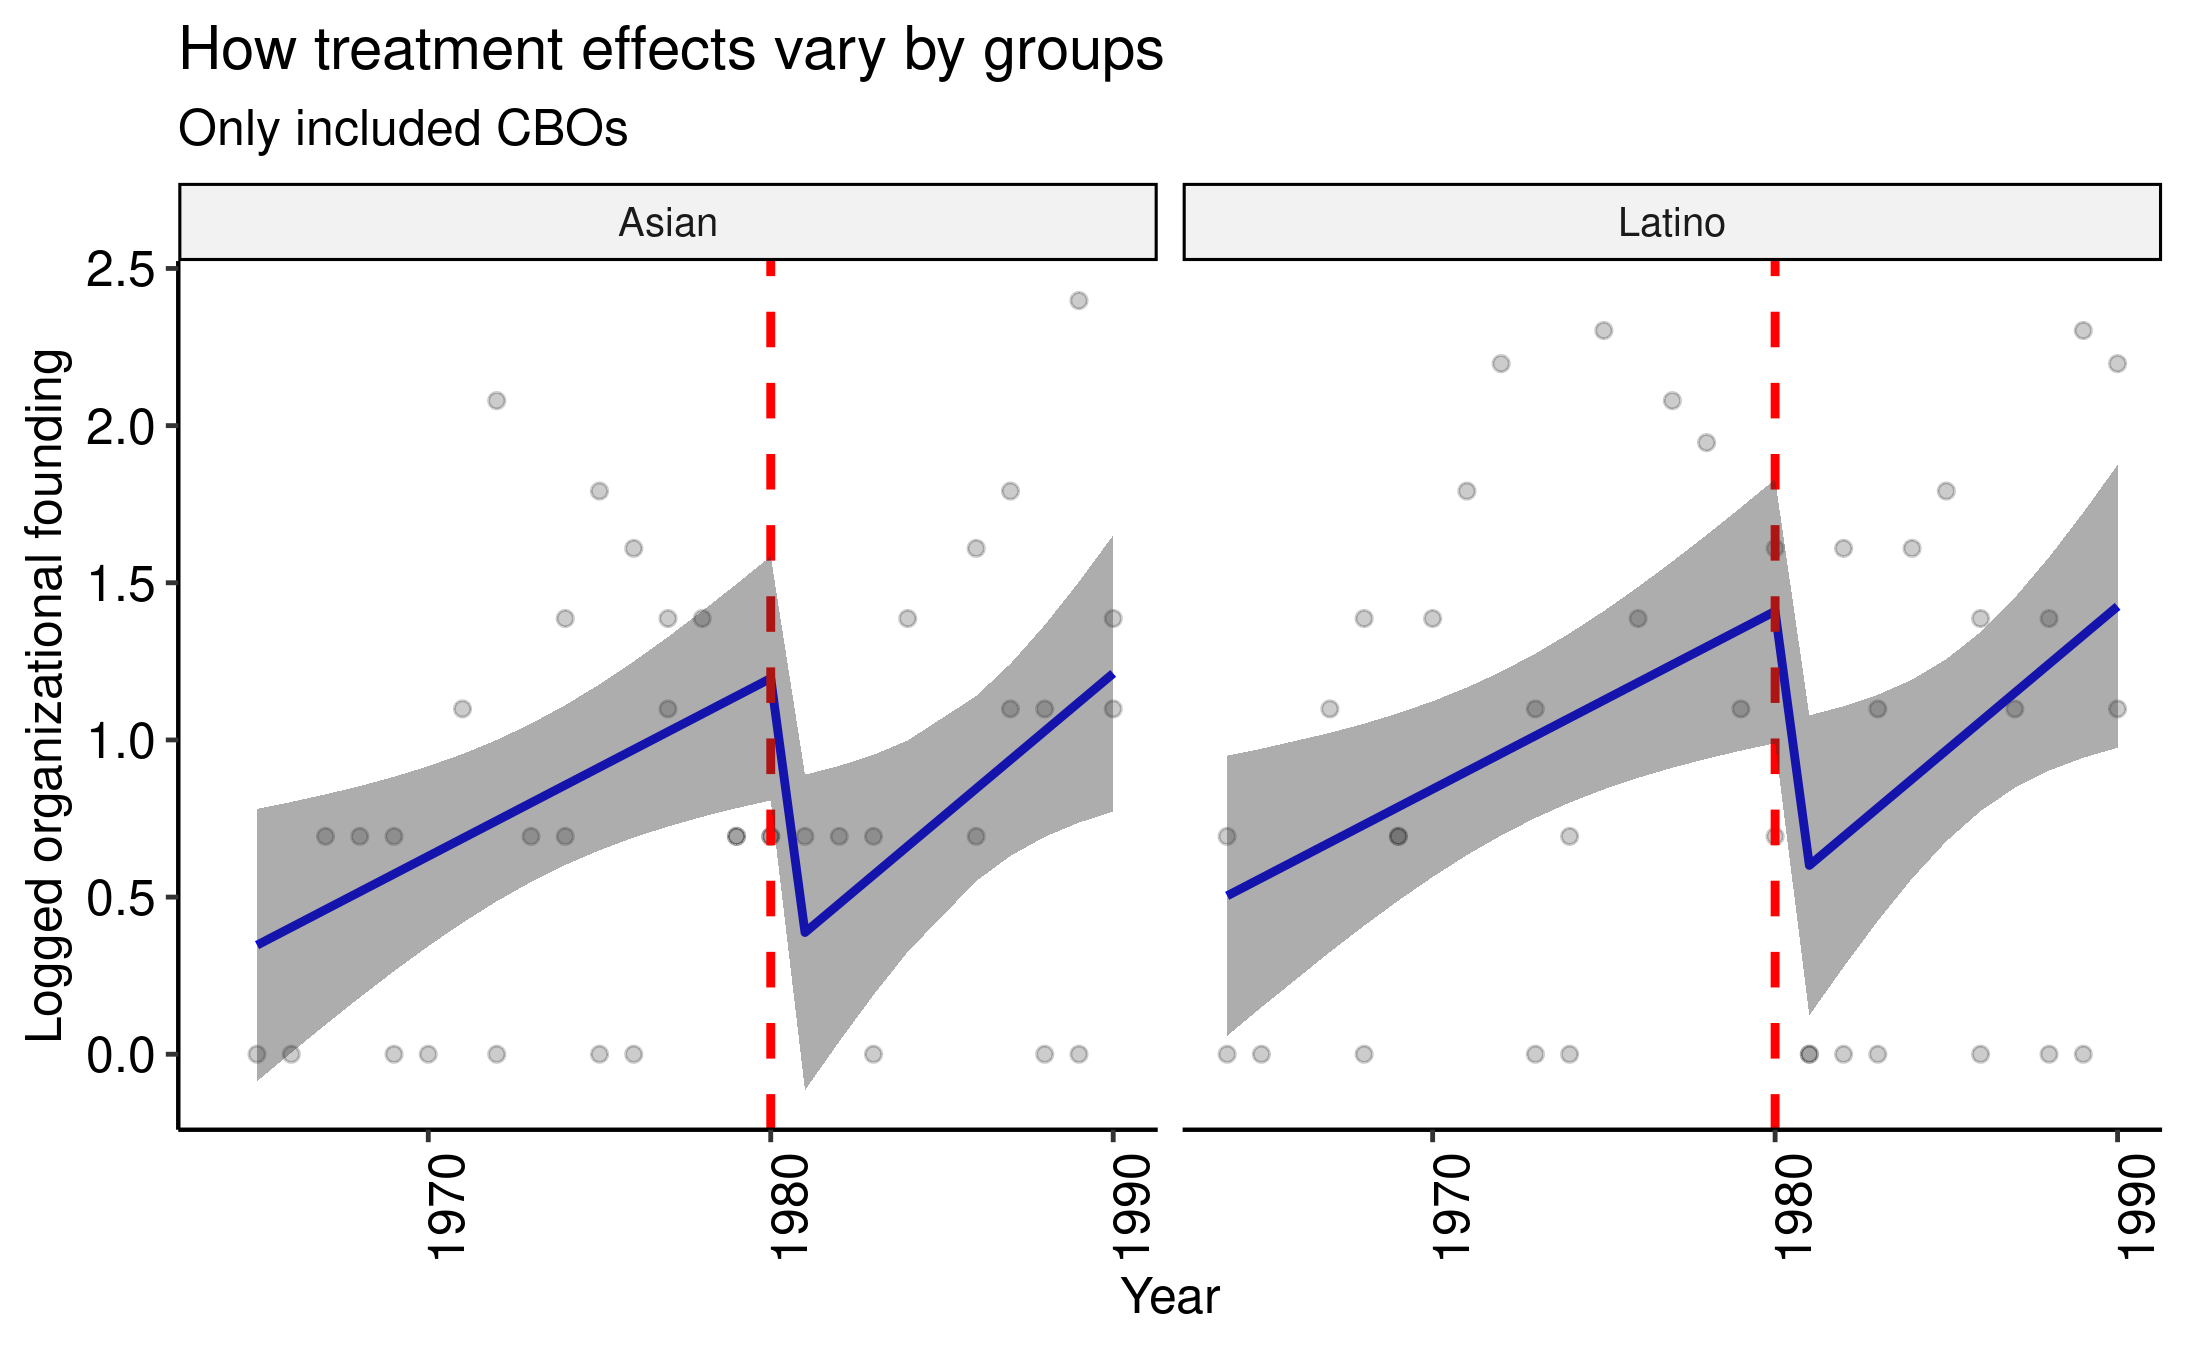 How treatment effects vary by groups
Only included CBOs
Asian
Latino
Logged organizational founding
2.5
2.0
1.5
1.0
0.5
0.0
1970
1980
1990
1970
1980
1990
Year